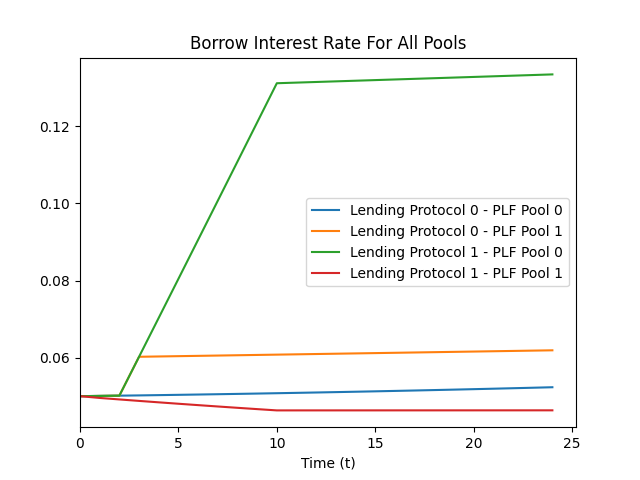 Borrow Interest Rate For All Pools
0.12
0.10
0.08
0.06
Lending Protocol 0 - PLF Pool 0
Lending Protocol 0 - PLF Pool 1
Lending Protocol 1 - PLF Pool 0
Lending Protocol 1 - PLF Pool 1
0 5 10 15 20 25
Time (t)